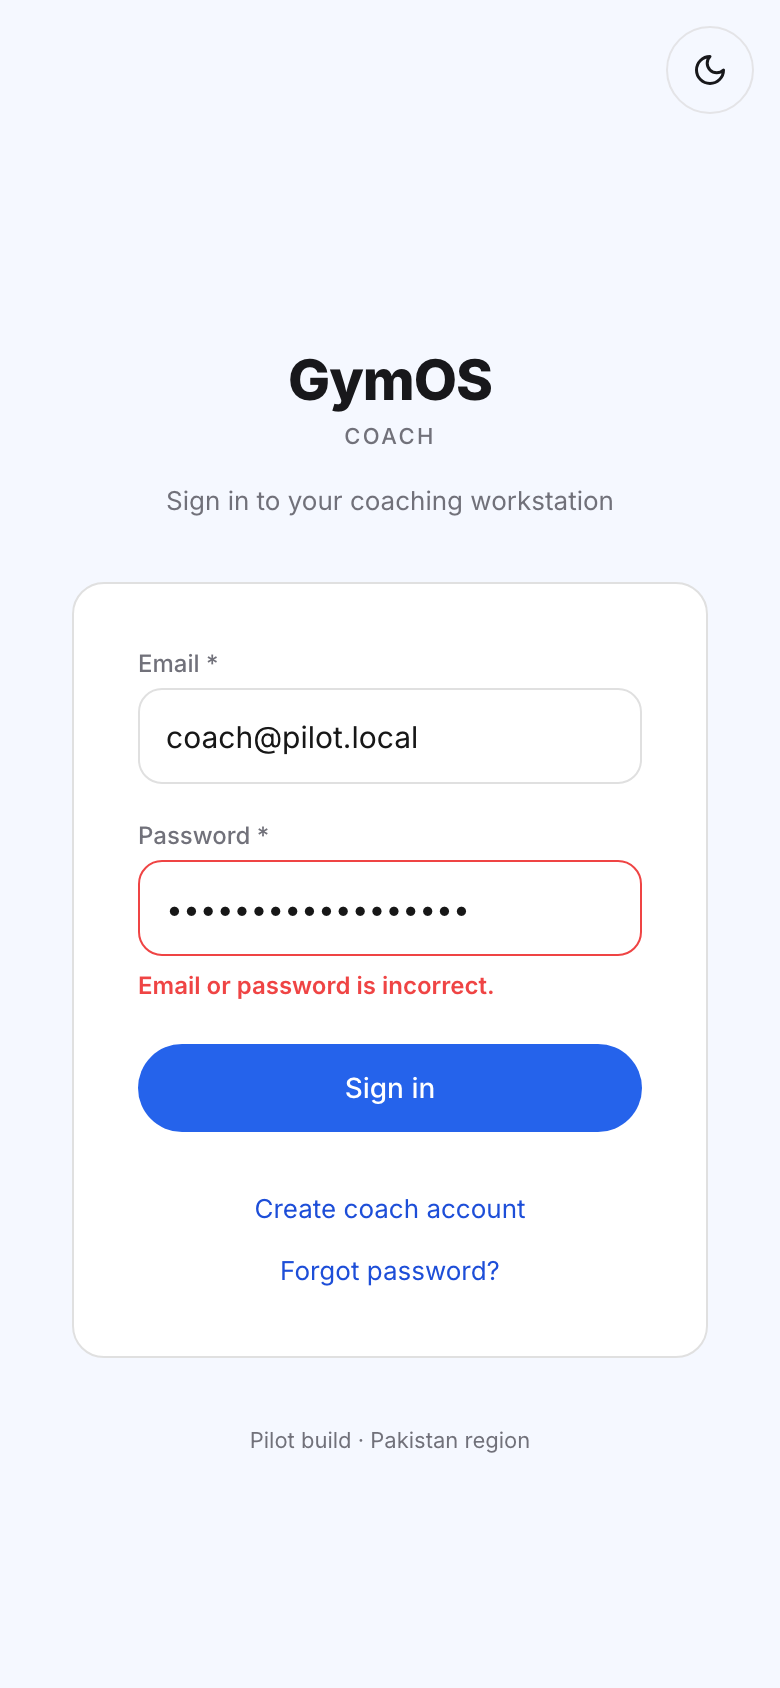 GymOS
COACH
Sign in to your coaching workstation
Email *
coach@pilot.local
Password *
••••••••••••••••••
Email or password is incorrect.
Sign in
Create coach account
Forgot password?
Pilot build · Pakistan region